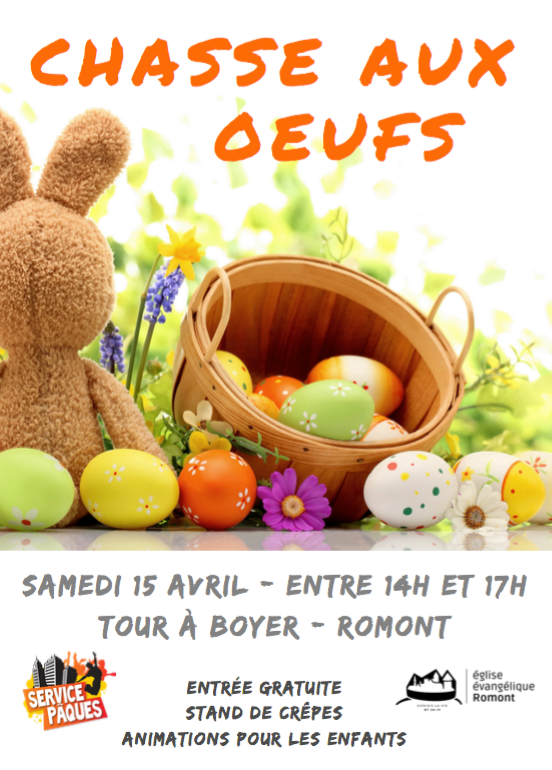 CHASSE AUX
OEUFS
SAMEDI 15 AVRIL - ENTRE 14H ET 17H
TOUR À BOYER - ROMONT
SERVICE
PÂQUES
ENTRÉE GRATUITE
STAND DE CRÊPES
ANIMATIONS POUR LES ENFANTS
église
évangélique
Romont